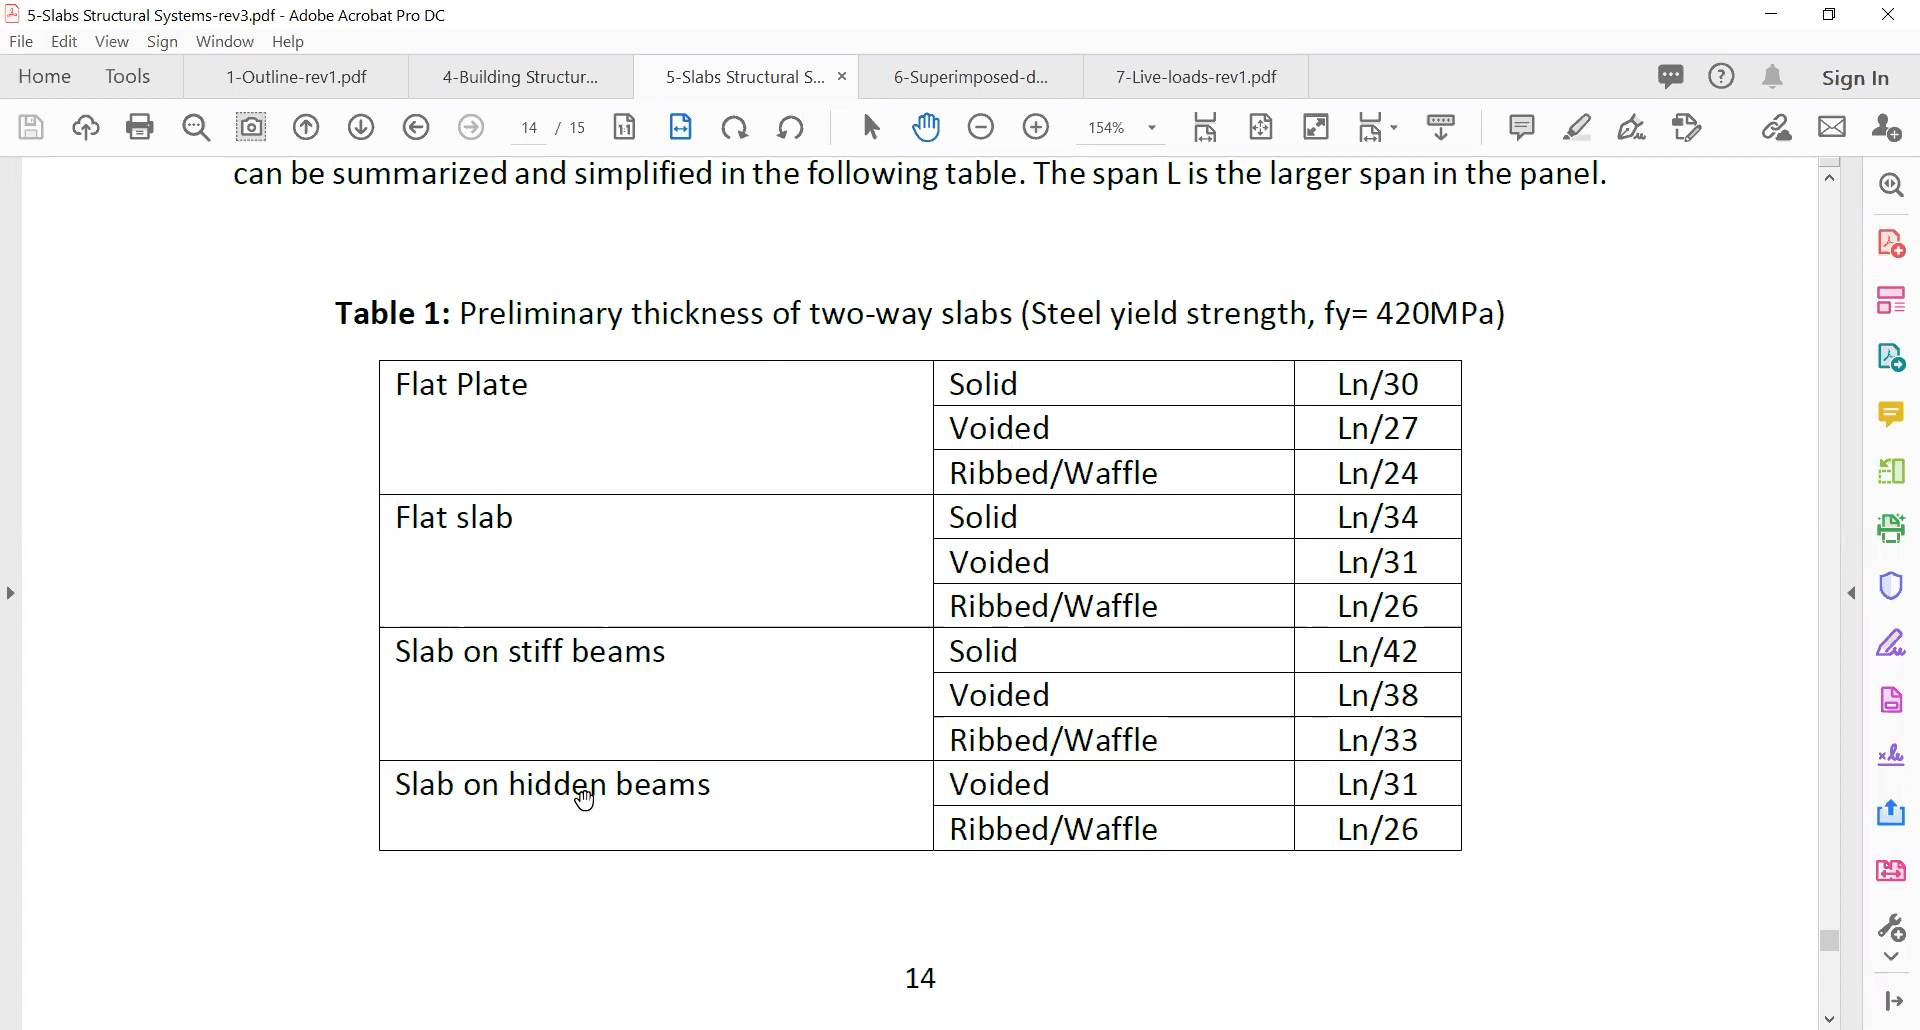 5-Slabs Structural Systems-rev3.pdf - Adobe Acrobat Pro DC
File Edit View Sign Window Help
Home Tools 1-Outline-rev1.pdf 4-Building Structur... 5-Slabs Structural S... × 6-Superimposed-d... 7-Live-loads-rev1.pdf Sign In
14 / 15 154%
can be summarized and simplified in the following table. The span L is the larger span in the panel.
Table 1: Preliminary thickness of two-way slabs (Steel yield strength, fy= 420MPa)
Flat Plate Solid Ln/30
Voided Ln/27
Ribbed/Waffle Ln/24
Flat slab Solid Ln/34
Voided Ln/31
Ribbed/Waffle Ln/26
Slab on stiff beams Solid Ln/42
Voided Ln/38
Ribbed/Waffle Ln/33
Slab on hidden beams Voided Ln/31
Ribbed/Waffle Ln/26
14